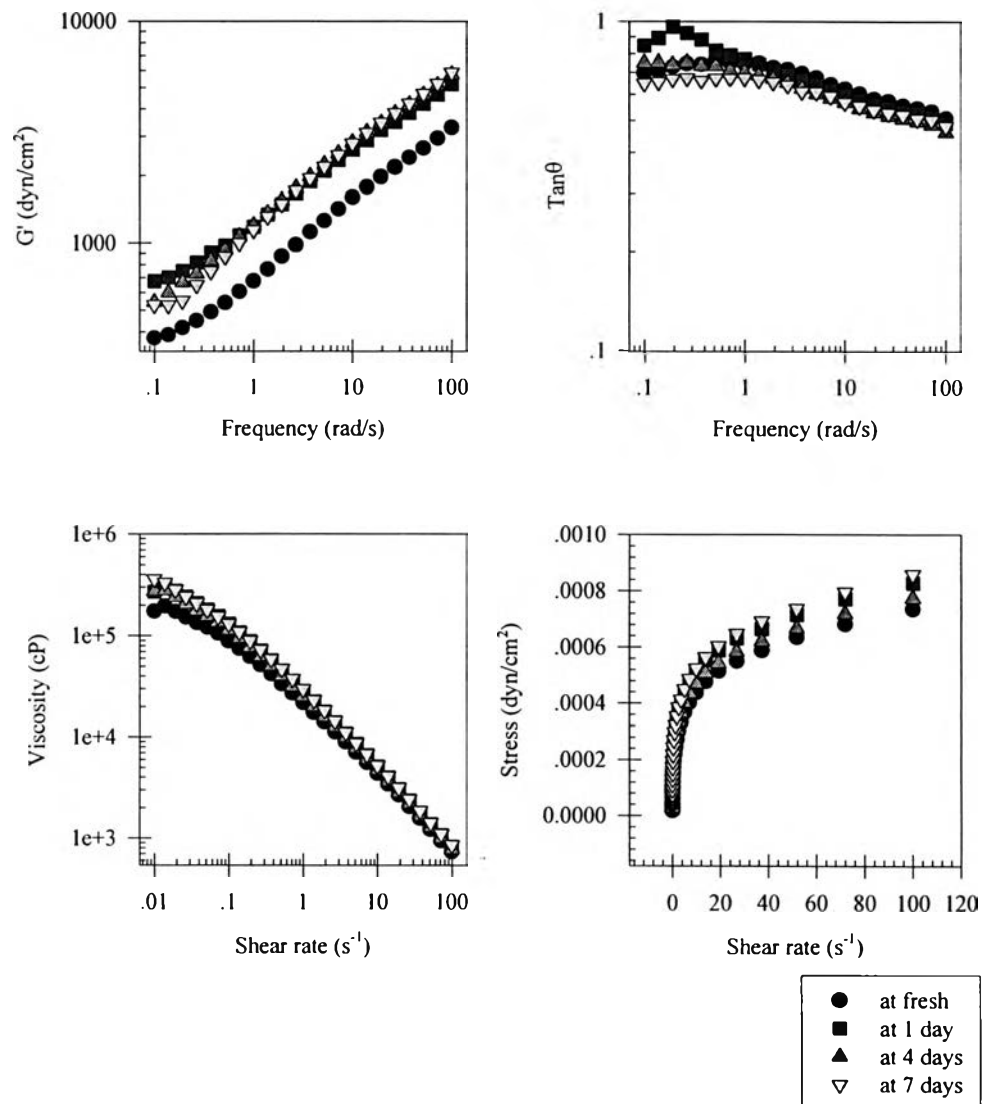 10000
1000
G' (dyn/cm²)
.1 1 10 100
Frequency (rad/s)
1
.1
Tanθ
.1 1 10 100
Frequency (rad/s)
1e+6
1e+5
1e+4
1e+3
Viscosity (cP)
.01 .1 1 10 100
Shear rate (s⁻¹)
.0010
.0008
.0006
.0004
.0002
0.0000
Stress (dyn/cm²)
0 20 40 60 80 100 120
Shear rate (s⁻¹)
at fresh
at 1 day
at 4 days
at 7 days